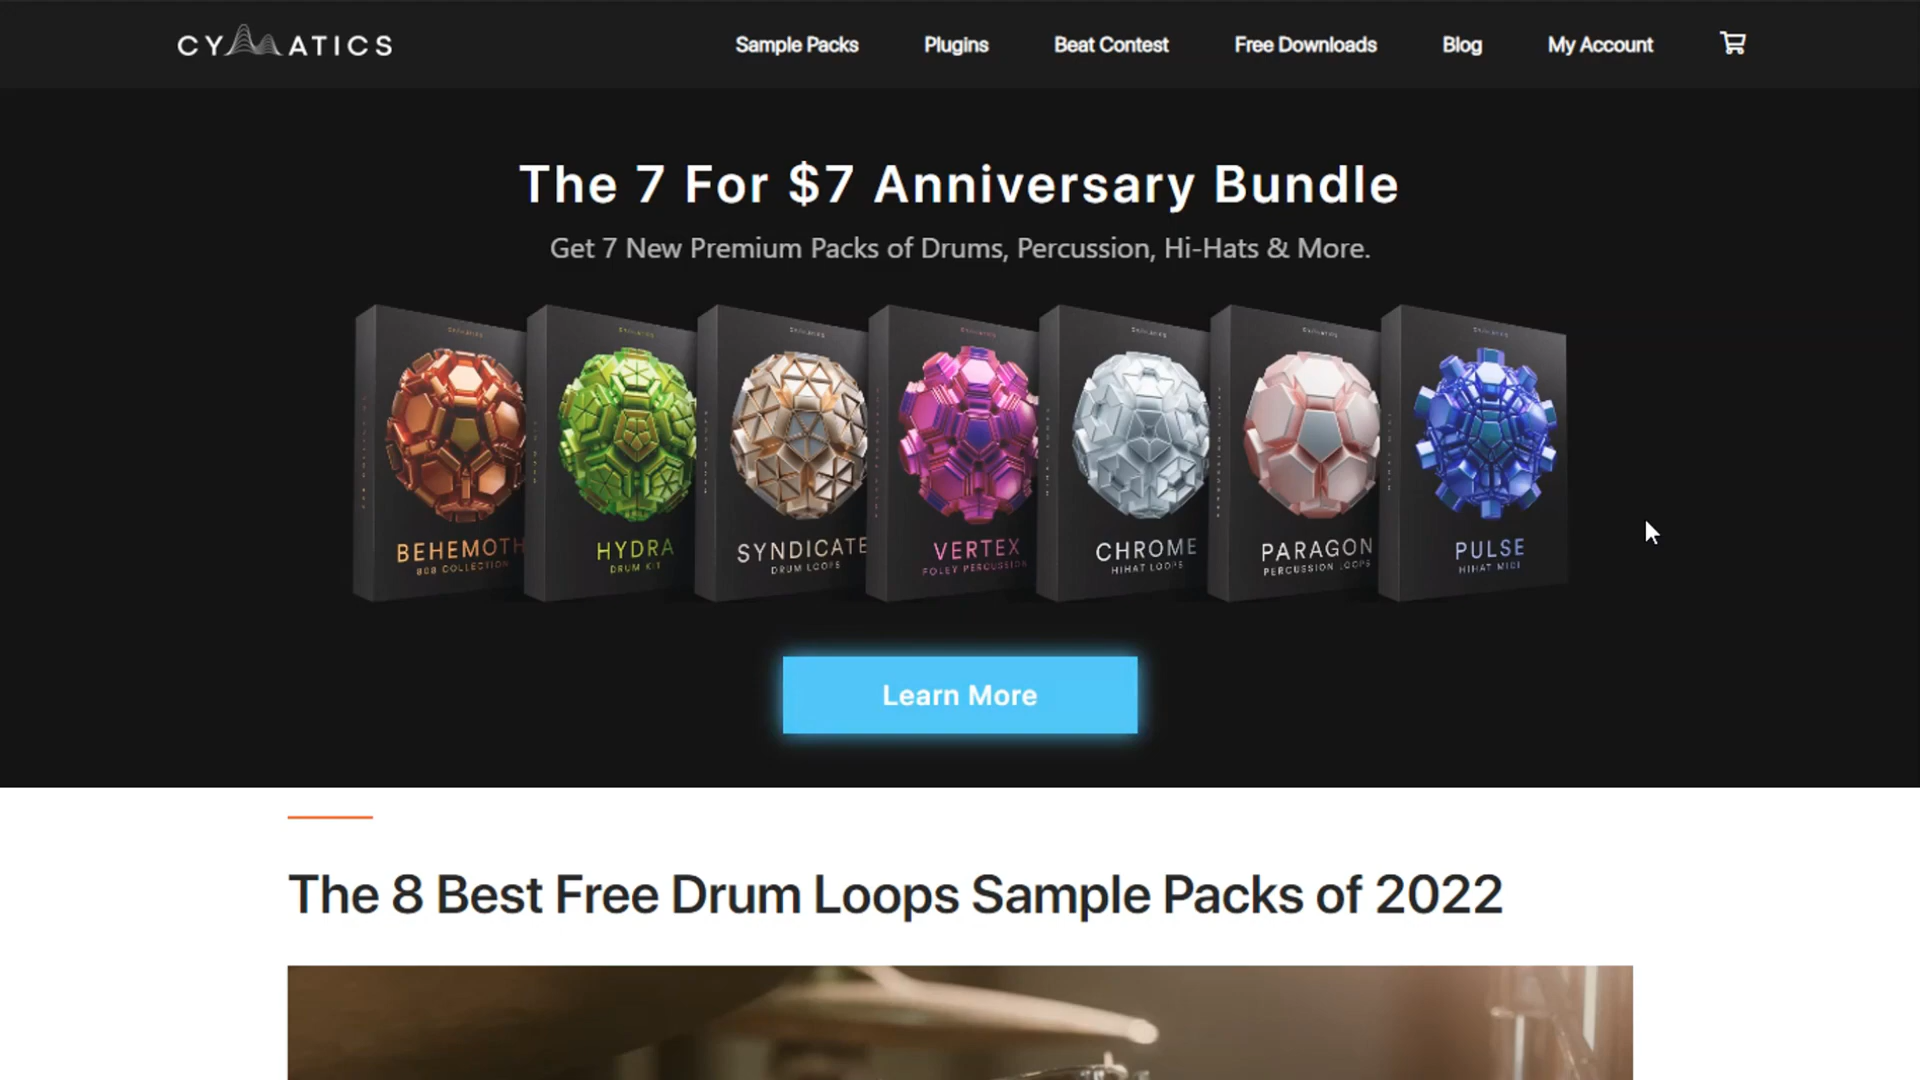 CYMATICS
Sample Packs
Plugins
Beat Contest
Free Downloads
Blog
My Account
The 7 For $7 Anniversary Bundle
Get 7 New Premium Packs of Drums, Percussion, Hi-Hats & More.
BEHEMOTH
808 COLLECTION
HYDRA
DRUM KIT
SYNDICATE
DRUM LOOPS
VERTEX
FOLEY PERCUSSION
CHROME
HIHAT LOOPS
PARAGON
PERCUSSION LOOPS
PULSE
HIHAT MIDI
Learn More
The 8 Best Free Drum Loops Sample Packs of 2022